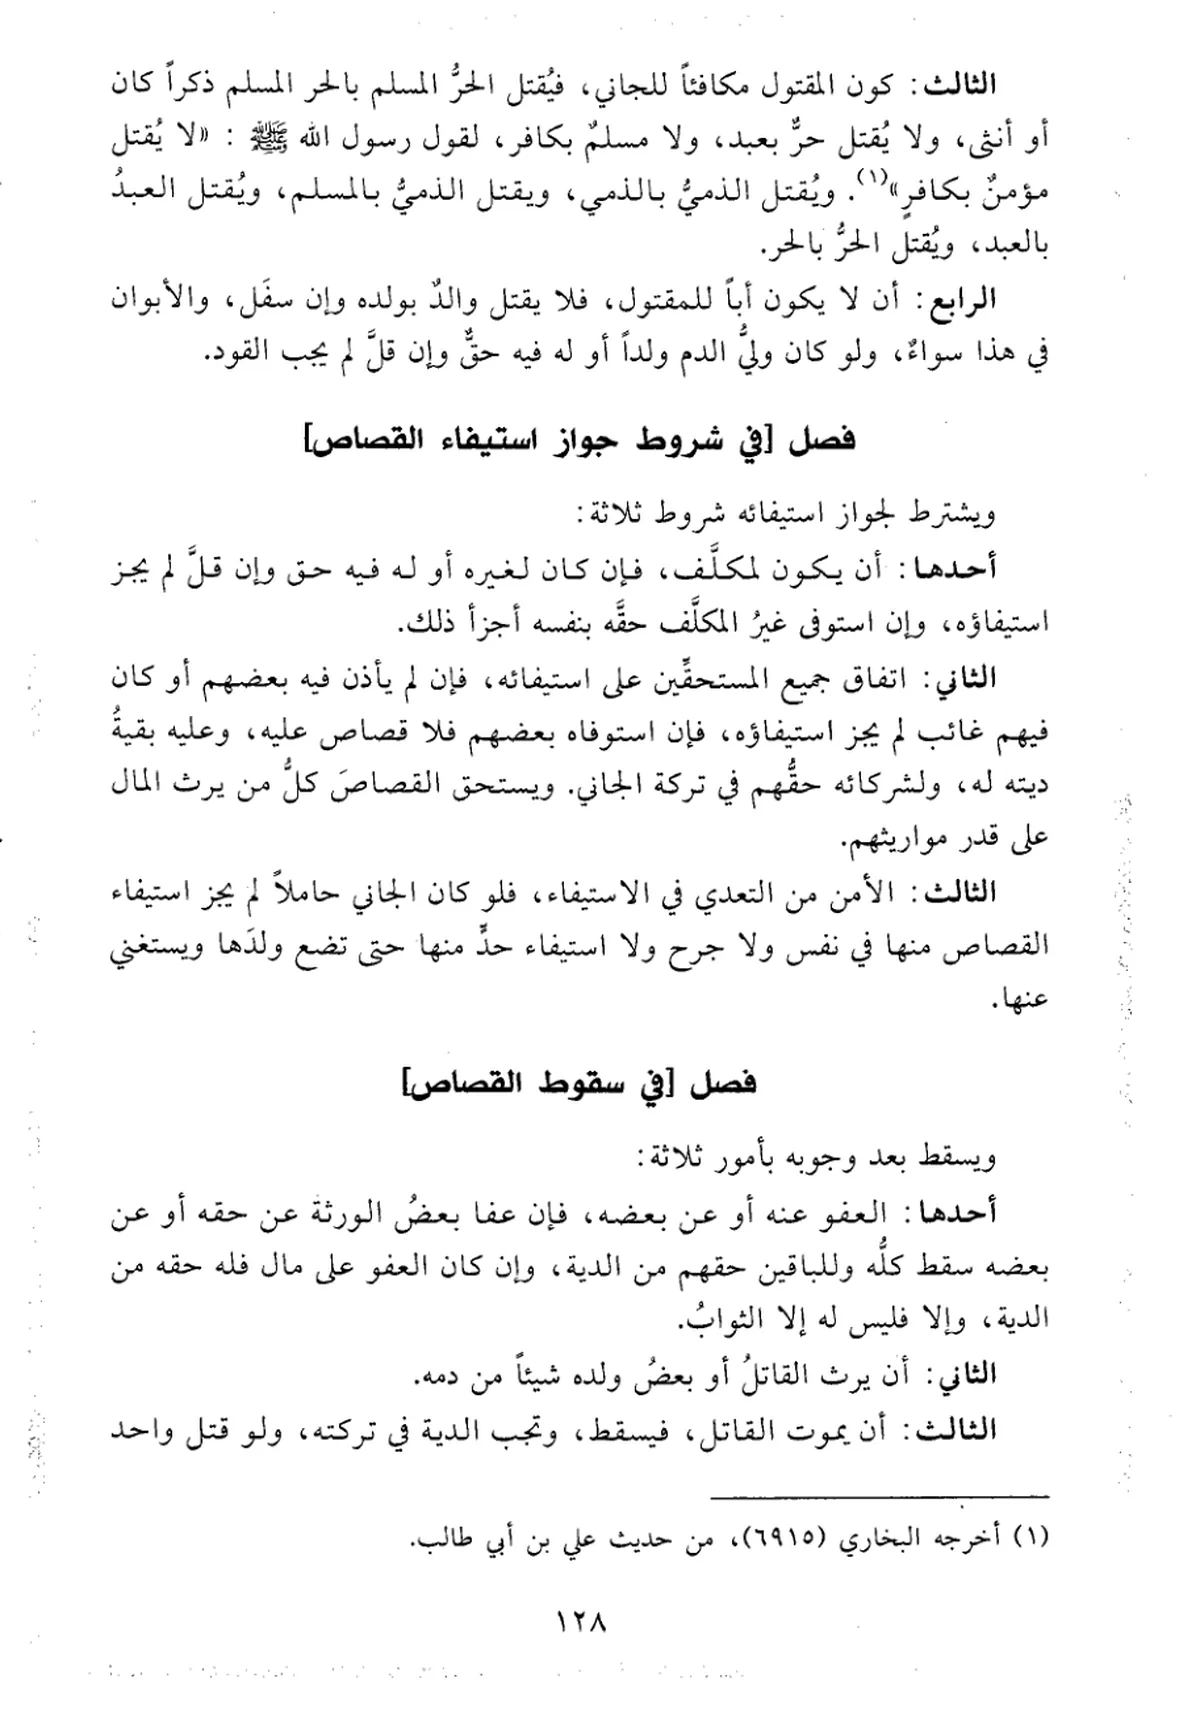 الثالث: كون المقتول مكافئاً للجاني، فيُقتل الحرُّ المسلم بالحر المسلم ذكراً كان
أو أنثى، ولا يُقتل حرٌّ بعبد، ولا مسلمٌ بكافر، لقول رسول الله ﷺ: «لا يُقتل
مؤمنٌ بكافرٍ»(١). ويُقتل الذميُّ بالذمي، ويقتل الذميُّ بالمسلم، ويُقتل العبدُ
بالعبد، ويُقتل الحرُّ بالحر.
الرابع: أن لا يكون أباً للمقتول، فلا يقتل والدٌ بولده وإن سفَل، والأبوان
في هذا سواءٌ، ولو كان وليُّ الدم ولداً أو له فيه حقٌّ وإن قلَّ لم يجب القود.
فصل [في شروط جواز استيفاء القصاص]
ويشترط لجواز استيفائه شروط ثلاثة:
أحدها: أن يكون لمكلَّف، فإن كان لغيره أو له فيه حق وإن قلَّ لم يجز
استيفاؤه، وإن استوفى غيرُ المكلَّف حقَّه بنفسه أجزأ ذلك.
الثاني: اتفاق جميع المستحقِّين على استيفائه، فإن لم يأذن فيه بعضهم أو كان
فيهم غائب لم يجز استيفاؤه، فإن استوفاه بعضهم فلا قصاص عليه، وعليه بقيةُ
ديته له، ولشركائه حقُّهم في تركة الجاني. ويستحق القصاصَ كلُّ من يرث المال
على قدر مواريثهم.
الثالث: الأمن من التعدي في الاستيفاء، فلو كان الجاني حاملاً لم يجز استيفاء
القصاص منها في نفس ولا جرح ولا استيفاء حدٍّ منها حتى تضع ولدَها ويستغني
عنها.
فصل [في سقوط القصاص]
ويسقط بعد وجوبه بأمور ثلاثة:
أحدها: العفو عنه أو عن بعضه، فإن عفا بعضُ الورثة عن حقه أو عن
بعضه سقط كلُّه وللباقين حقهم من الدية، وإن كان العفو على مال فله حقه من
الدية، وإلا فليس له إلا الثوابُ.
الثاني: أن يرث القاتلُ أو بعضُ ولده شيئاً من دمه.
الثالث: أن يموت القاتل، فيسقط، وتجب الدية في تركته، ولو قتل واحد
(١) أخرجه البخاري (٦٩١٥)، من حديث علي بن أبي طالب.
١٢٨